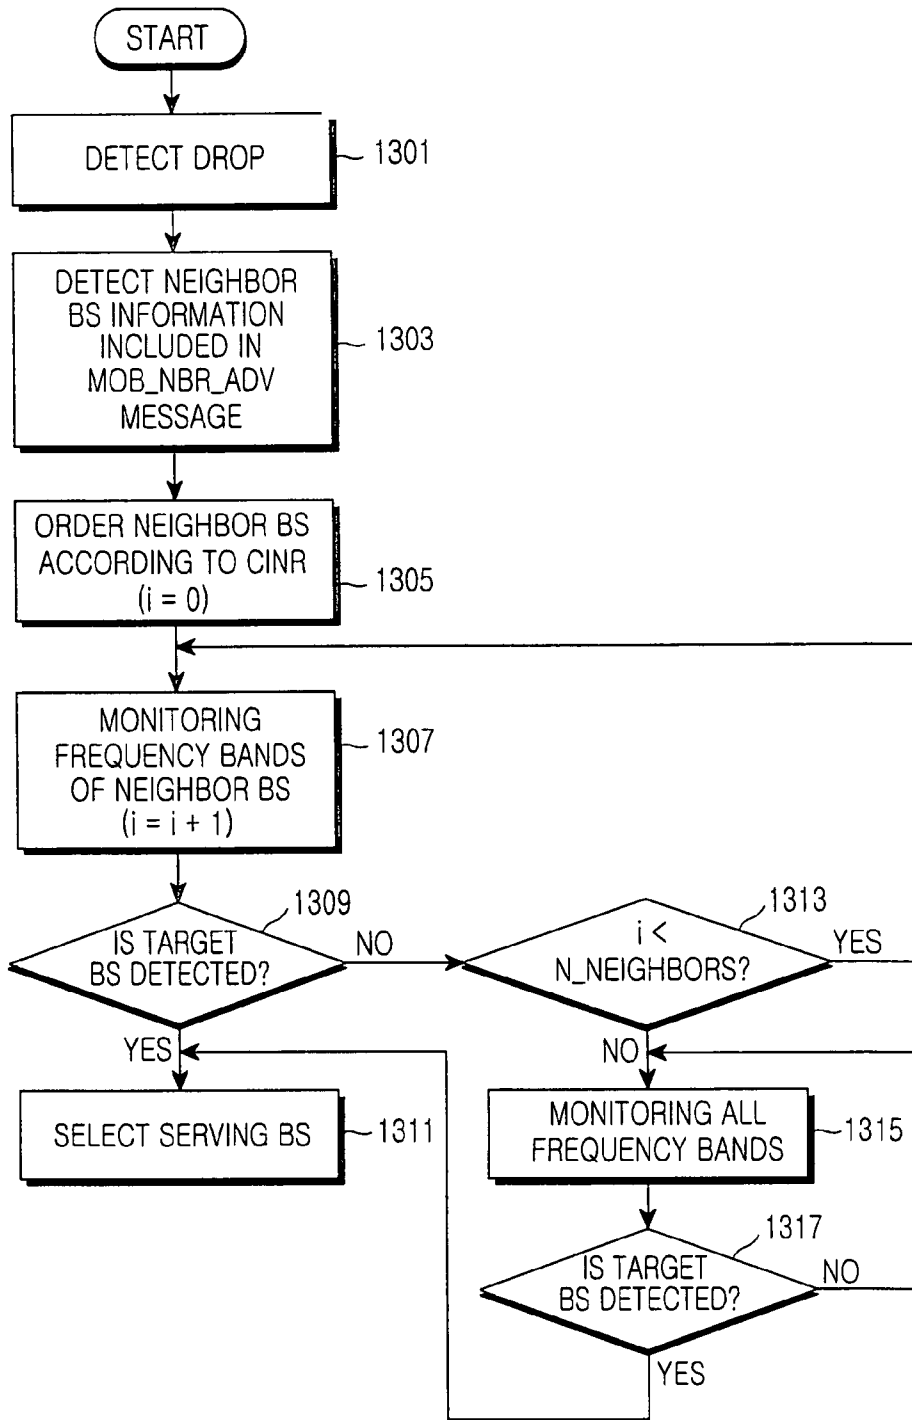 START
DETECT DROP
1301
DETECT NEIGHBOR
BS INFORMATION
INCLUDED IN
MOB_NBR_ADV
MESSAGE
1303
ORDER NEIGHBOR BS
ACCORDING TO CINR
(i = 0)
1305
MONITORING
FREQUENCY BANDS
OF NEIGHBOR BS
(i = i + 1)
1307
IS TARGET
BS DETECTED?
1309
NO
YES
i <
N_NEIGHBORS?
1313
YES
NO
SELECT SERVING BS
1311
MONITORING ALL
FREQUENCY BANDS
1315
IS TARGET
BS DETECTED?
1317
NO
YES